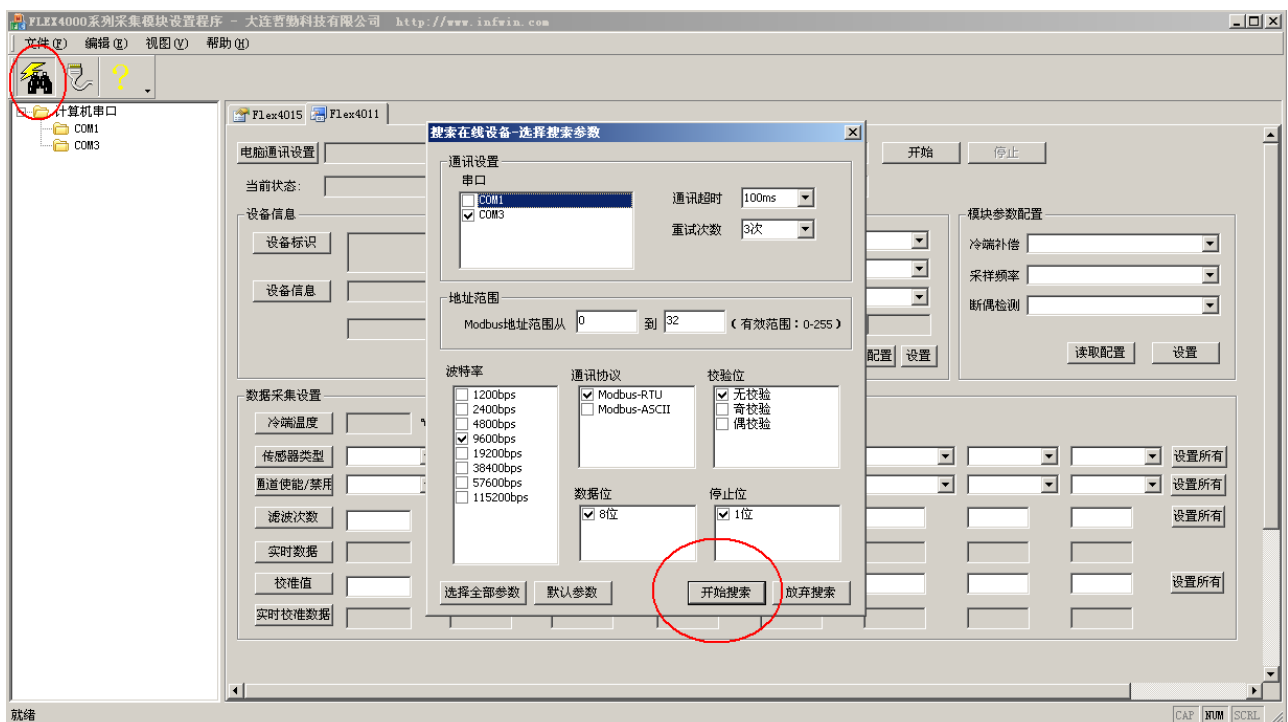 FLEX4000系列采集模块设置程序 - 大连哲勤科技有限公司 http://www.infwin.com
文件(F) 编辑(E) 视图(V) 帮助(H)
计算机串口
COM1
COM3
Flex4015 Flex4011
电脑通讯设置
开始 停止
当前状态:
设备信息
设备标识
设备信息
模块参数配置
冷端补偿
采样频率
断偶检测
配置 设置
读取配置 设置
数据采集设置
冷端温度
传感器类型 设置所有
通道使能/禁用 设置所有
滤波次数 设置所有
实时数据
校准值 设置所有
实时校准数据
搜索在线设备-选择搜索参数
通讯设置
串口
COM1
COM3
通讯超时 100ms
重试次数 3次
地址范围
Modbus地址范围从 0 到 32 (有效范围:0-255)
波特率
1200bps
2400bps
4800bps
9600bps
19200bps
38400bps
57600bps
115200bps
通讯协议
Modbus-RTU
Modbus-ASCII
校验位
无校验
奇校验
偶校验
数据位
8位
停止位
1位
选择全部参数 默认参数 开始搜索 放弃搜索
就绪
CAP NUM SCRL